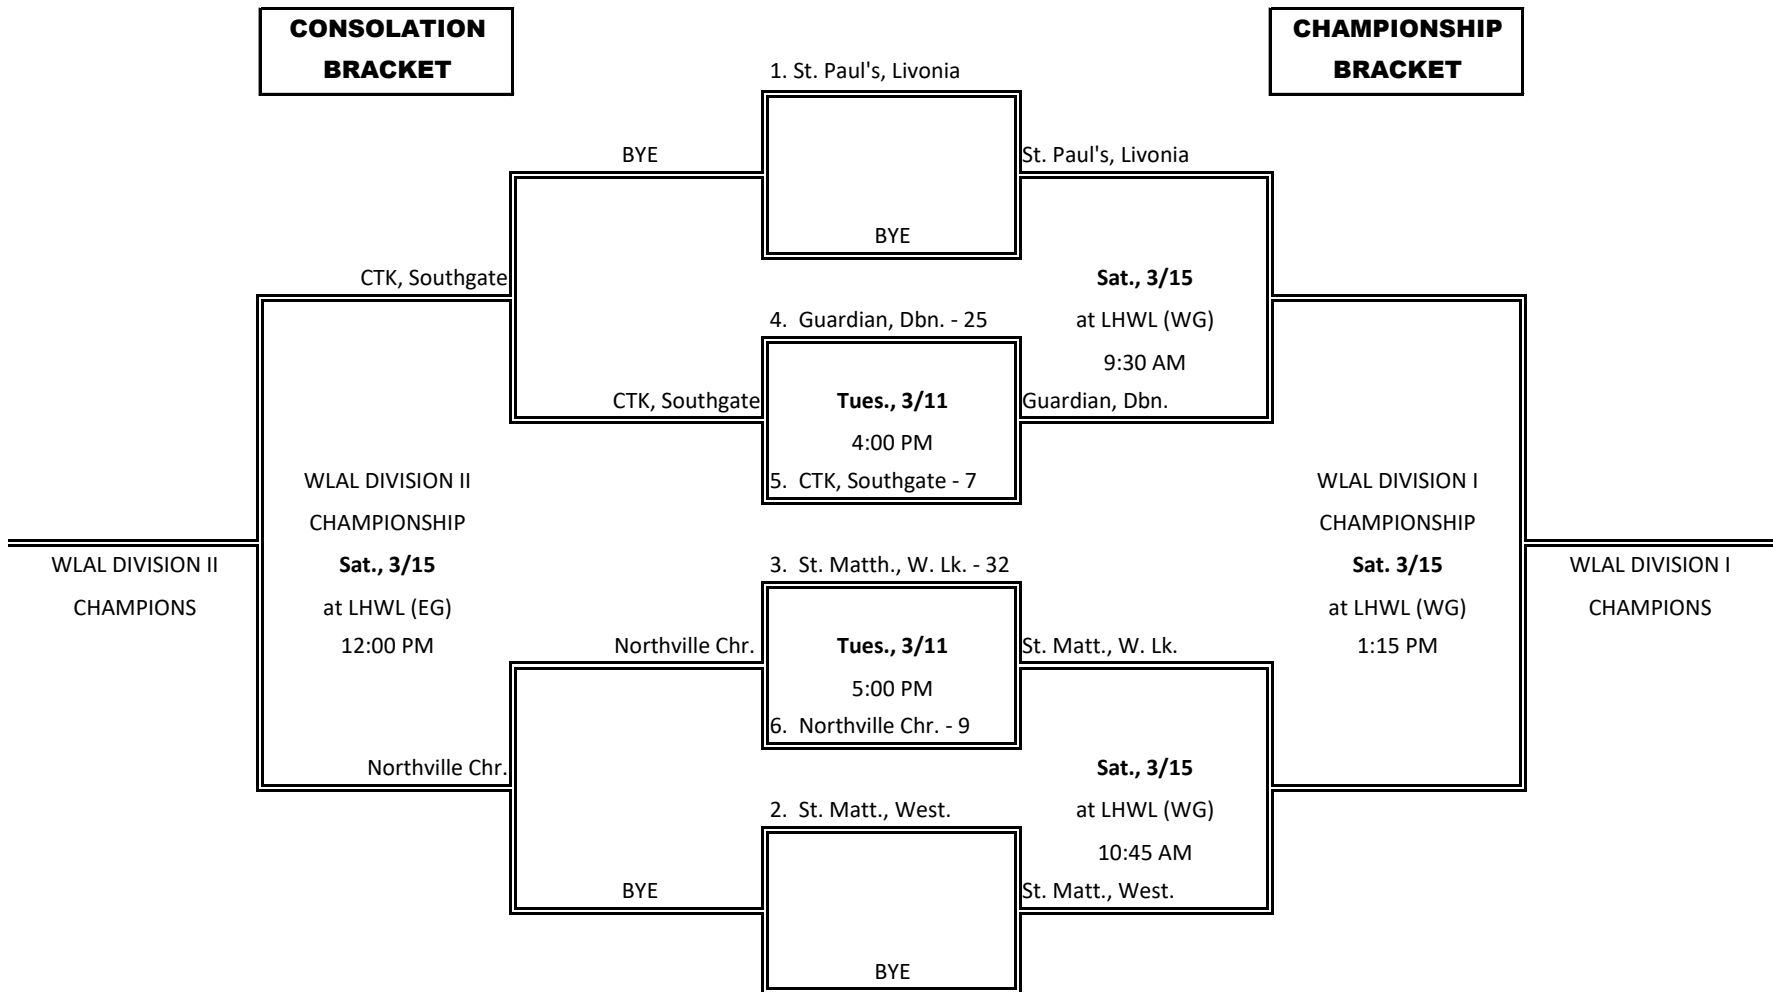 CONSOLATION
BRACKET
CHAMPIONSHIP
BRACKET
1. St. Paul's, Livonia
BYE
St. Paul's, Livonia
BYE
CTK, Southgate
Sat., 3/15
4. Guardian, Dbn. - 25
at LHWL (WG)
9:30 AM
CTK, Southgate
Tues., 3/11
Guardian, Dbn.
4:00 PM
WLAL DIVISION II
5. CTK, Southgate - 7
WLAL DIVISION I
CHAMPIONSHIP
CHAMPIONSHIP
WLAL DIVISION II
Sat., 3/15
3. St. Matth., W. Lk. - 32
Sat. 3/15
WLAL DIVISION I
CHAMPIONS
at LHWL (EG)
at LHWL (WG)
CHAMPIONS
12:00 PM
Northville Chr.
Tues., 3/11
St. Matt., W. Lk.
1:15 PM
5:00 PM
6. Northville Chr. - 9
Northville Chr.
Sat., 3/15
2. St. Matt., West.
at LHWL (WG)
10:45 AM
BYE
St. Matt., West.
BYE